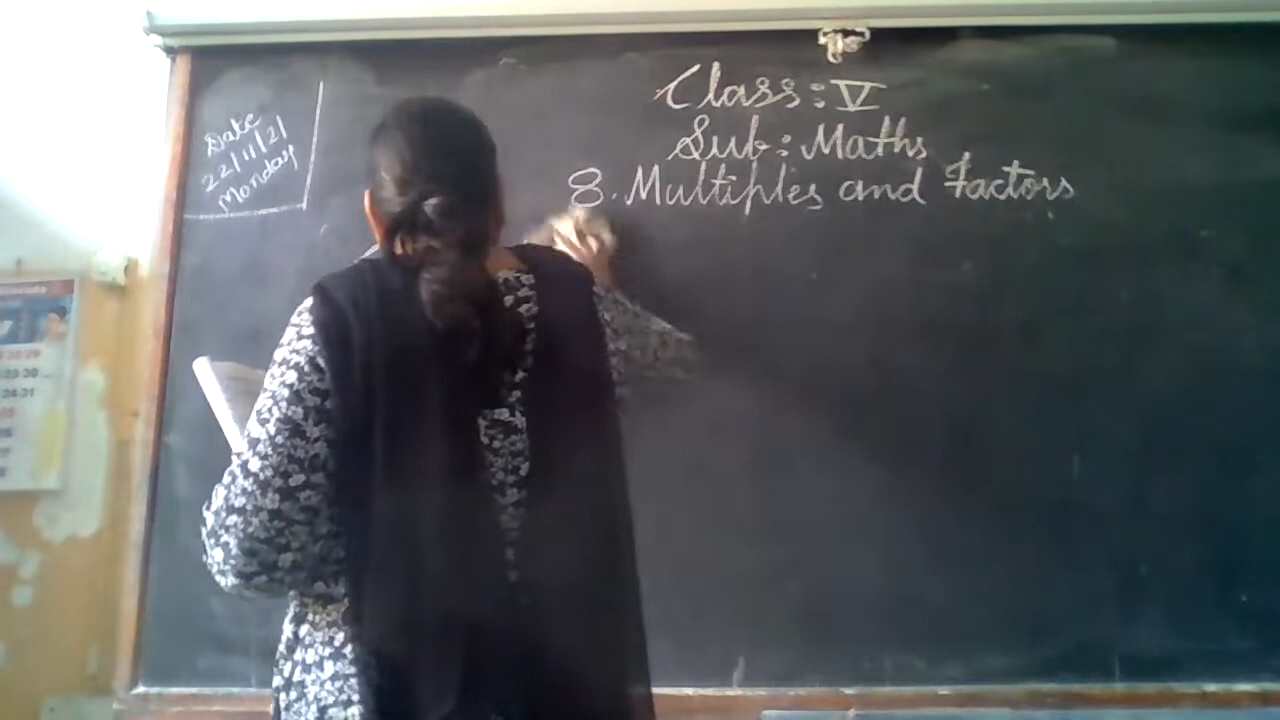 Date
22/11/21
Monday
Class: V
Sub: Maths
8. Multiples and Factors